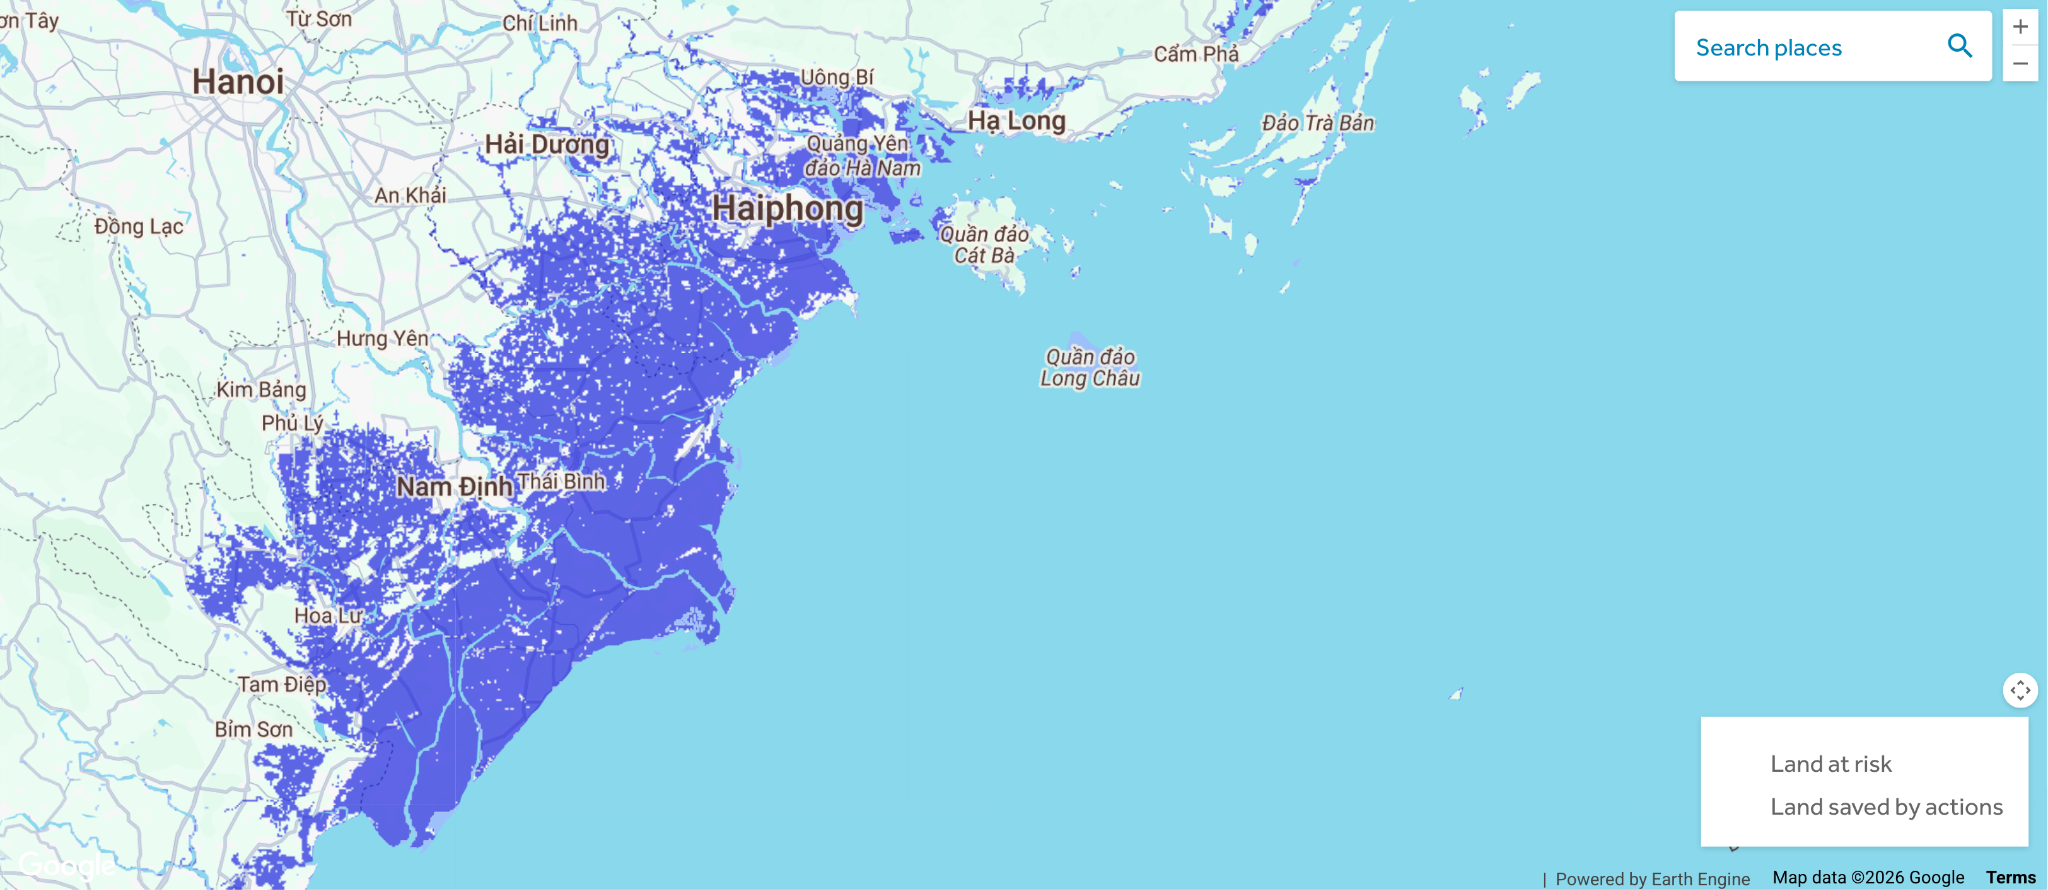 ơn Tây
Từ Sơn
Chí Linh
Cẩm Phả
Search places
+
−
Hanoi
Uông Bí
Hạ Long
Đảo Trà Bản
Hải Dương
Quảng Yên
đảo Hà Nam
An Khải
Haiphong
Đồng Lạc
Quần đảo
Cát Bà
Hưng Yên
Quần đảo
Long Châu
Kim Bảng
Phủ Lý
Nam Định
Thái Bình
Hoa Lư
Tam Điệp
Bỉm Sơn
Land at risk
Land saved by actions
Google
| Powered by Earth Engine Map data ©2026 Google Terms